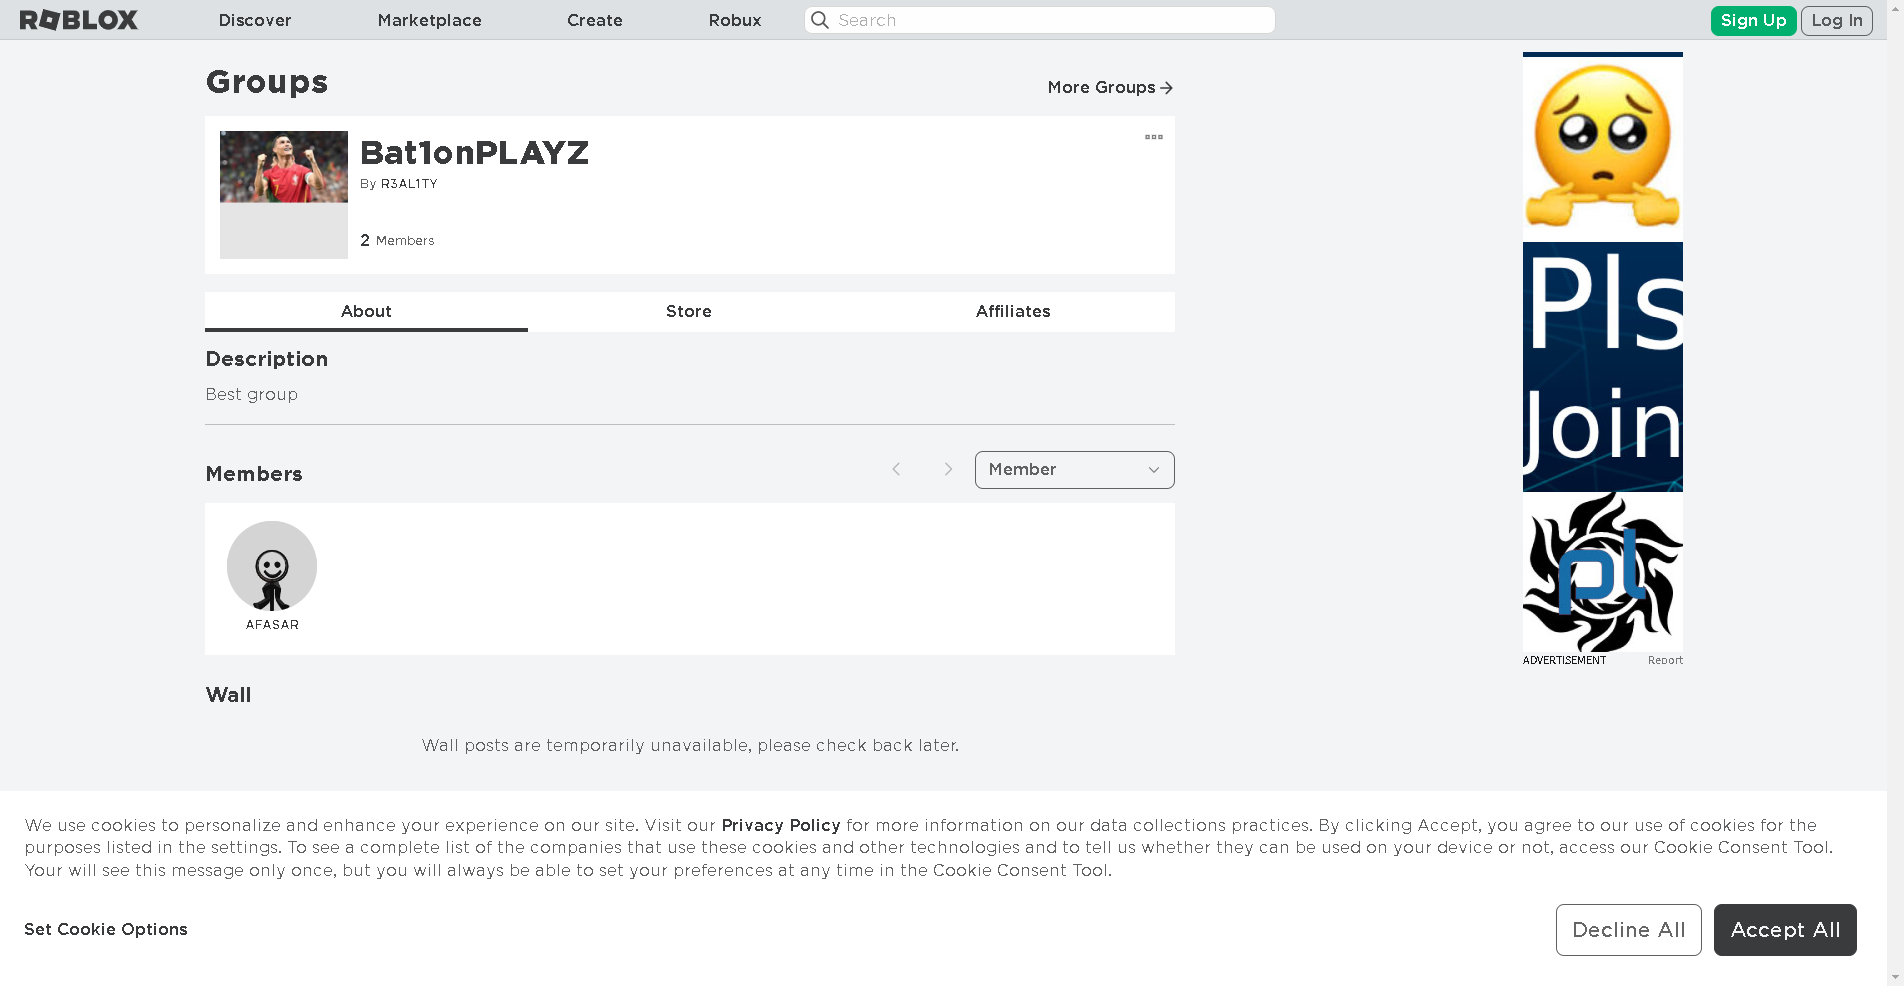 ROBLOX
Discover
Marketplace
Create
Robux
Search
Sign Up
Log In
Groups
More Groups
Bat1onPLAYZ
By R3AL1TY
2 Members
About
Store
Affiliates
Description
Best group
Members
Member
AFASAR
Wall
Wall posts are temporarily unavailable, please check back later.
Pls
Join
pl
ADVERTISEMENT
Report
We use cookies to personalize and enhance your experience on our site. Visit our Privacy Policy for more information on our data collections practices. By clicking Accept, you agree to our use of cookies for the
purposes listed in the settings. To see a complete list of the companies that use these cookies and other technologies and to tell us whether they can be used on your device or not, access our Cookie Consent Tool.
Your will see this message only once, but you will always be able to set your preferences at any time in the Cookie Consent Tool.
Set Cookie Options
Decline All
Accept All